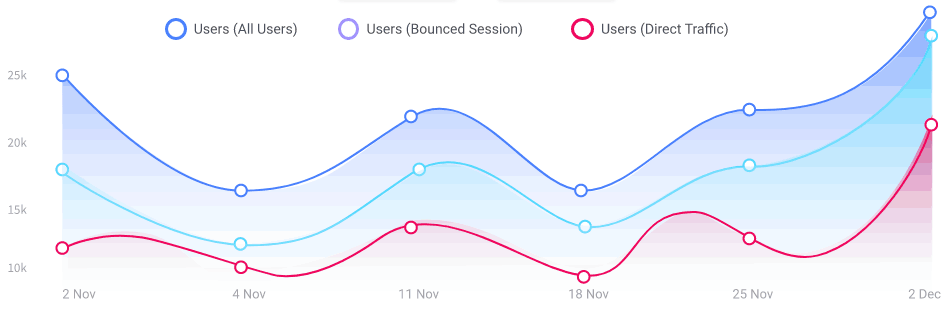 Users (All Users) Users (Bounced Session) Users (Direct Traffic)
25k
20k
15k
10k
2 Nov 4 Nov 11 Nov 18 Nov 25 Nov 2 Dec